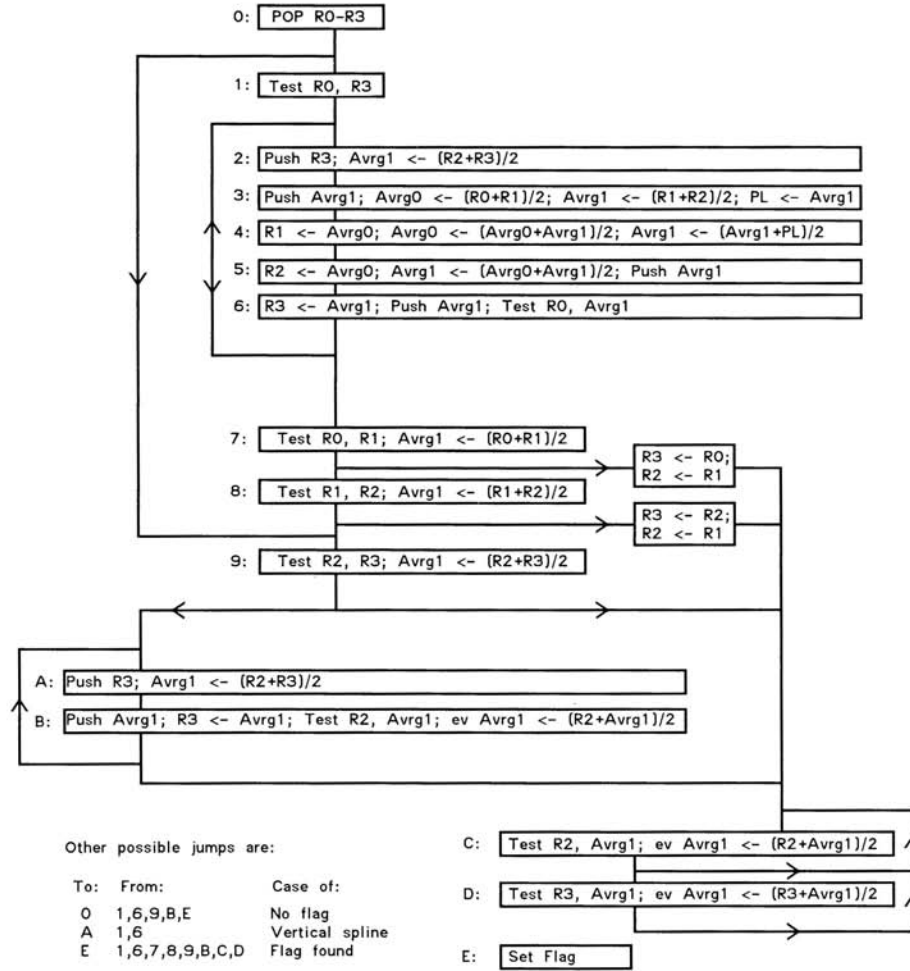 0: POP R0-R3
1: Test R0, R3
2: Push R3; Avrg1 <- (R2+R3)/2
3: Push Avrg1; Avrg0 <- (R0+R1)/2; Avrg1 <- (R1+R2)/2; PL <- Avrg1
4: R1 <- Avrg0; Avrg0 <- (Avrg0+Avrg1)/2; Avrg1 <- (Avrg1+PL)/2
5: R2 <- Avrg0; Avrg1 <- (Avrg0+Avrg1)/2; Push Avrg1
6: R3 <- Avrg1; Push Avrg1; Test R0, Avrg1
7: Test R0, R1; Avrg1 <- (R0+R1)/2
R3 <- R0;
R2 <- R1
8: Test R1, R2; Avrg1 <- (R1+R2)/2
R3 <- R2;
R2 <- R1
9: Test R2, R3; Avrg1 <- (R2+R3)/2
A: Push R3; Avrg1 <- (R2+R3)/2
B: Push Avrg1; R3 <- Avrg1; Test R2, Avrg1; ev Avrg1 <- (R2+Avrg1)/2
C: Test R2, Avrg1; ev Avrg1 <- (R2+Avrg1)/2
D: Test R3, Avrg1; ev Avrg1 <- (R3+Avrg1)/2
E: Set Flag
Other possible jumps are:
To: From: Case of:
0 1,6,9,B,E No flag
A 1,6 Vertical spline
E 1,6,7,8,9,B,C,D Flag found